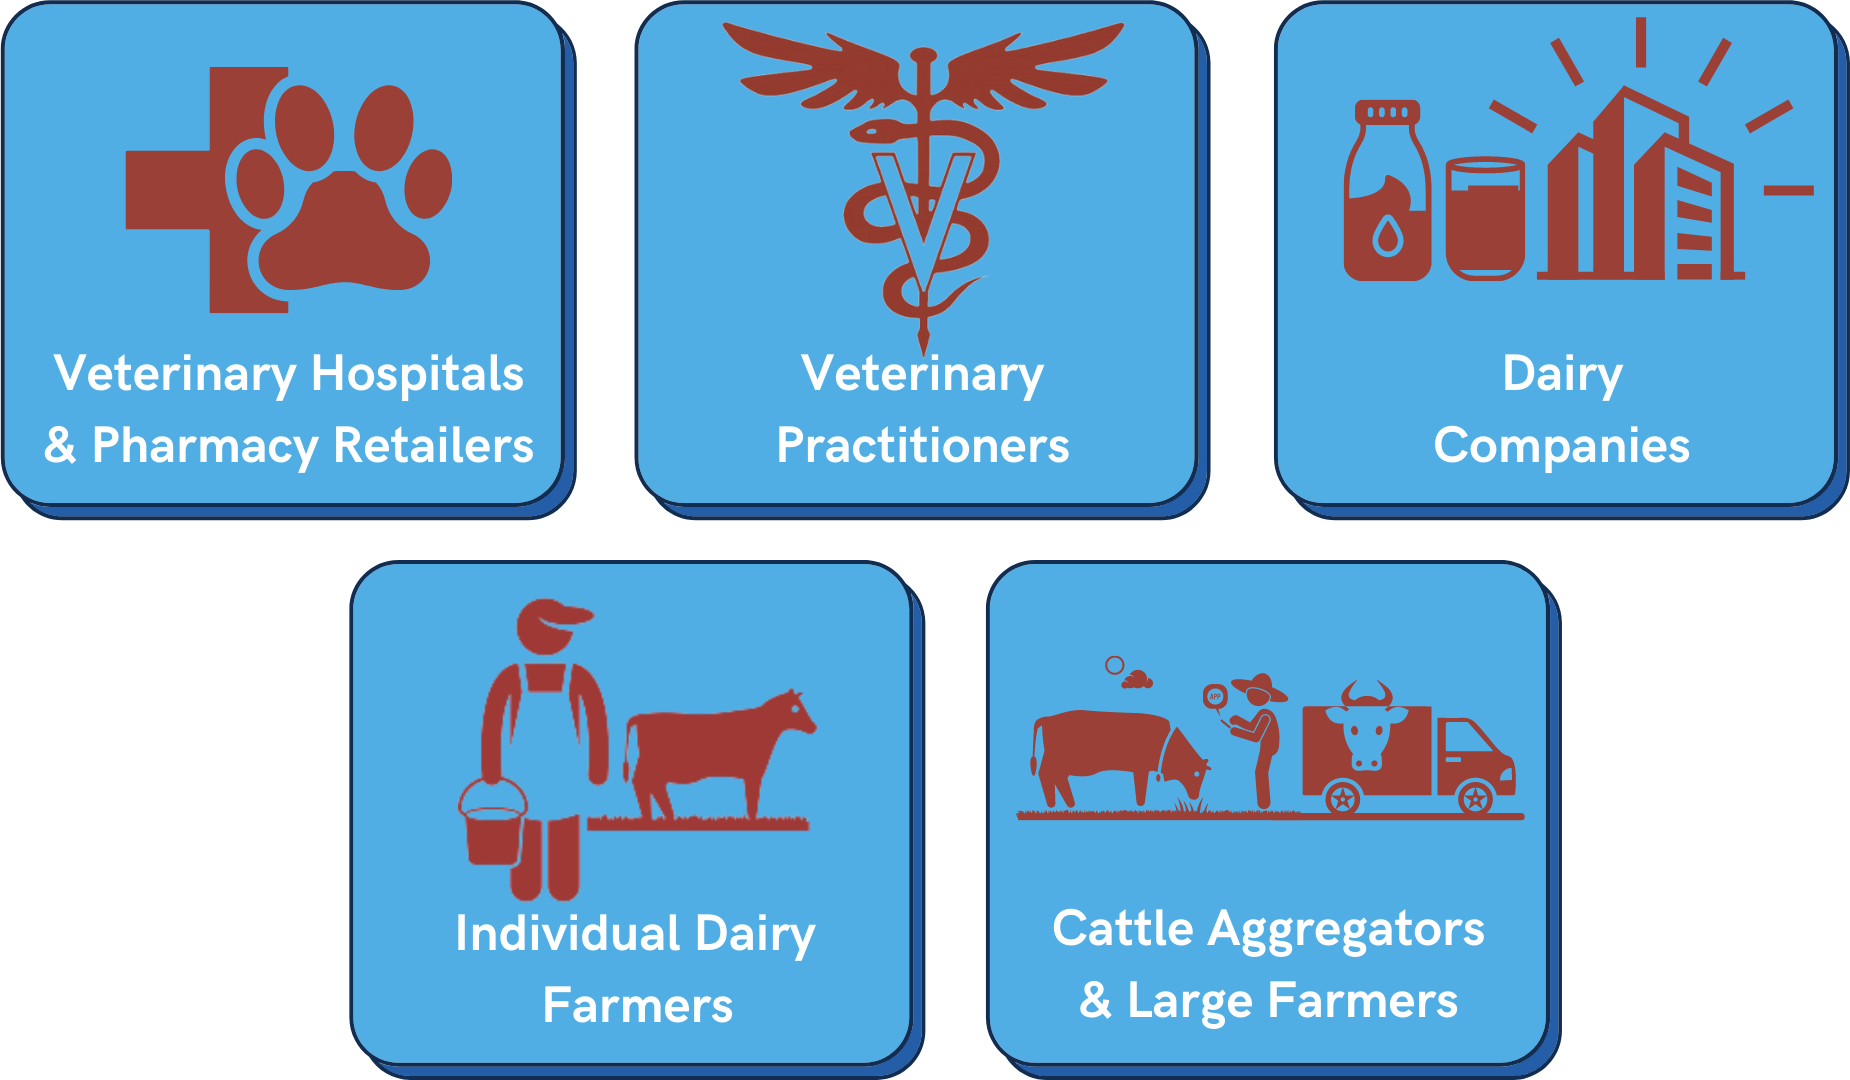 Veterinary Hospitals
& Pharmacy Retailers
V
Veterinary
Practitioners
Dairy
Companies
Individual Dairy
Farmers
APP
Cattle Aggregators
& Large Farmers